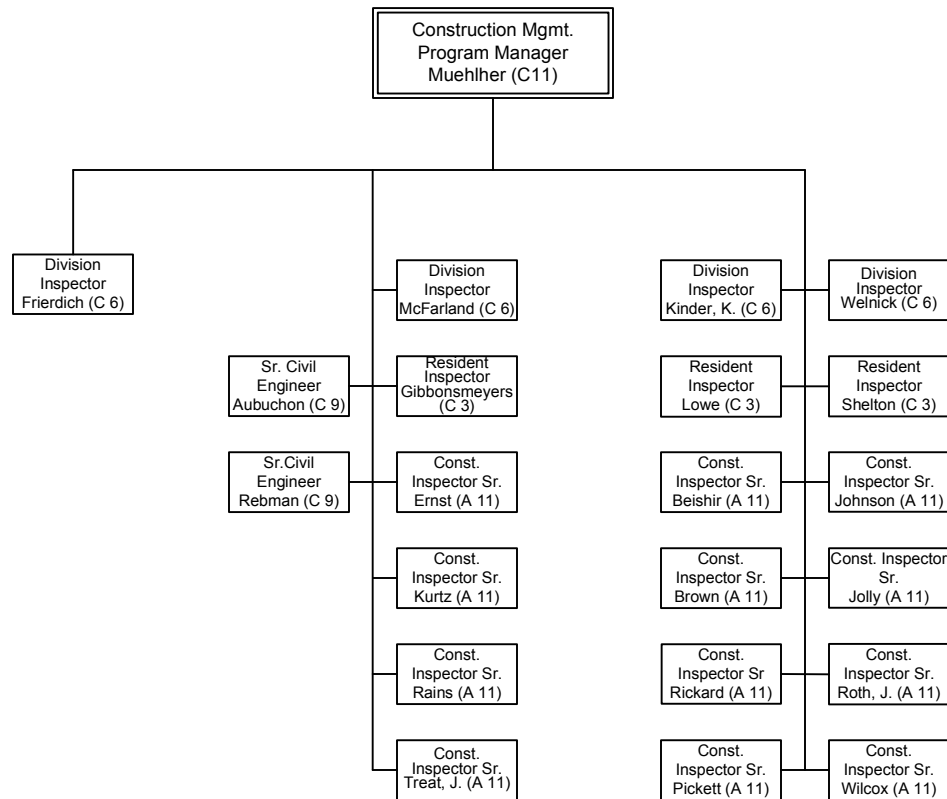 Construction Mgmt.
Program Manager
Muehlher (C11)
Division
Inspector
Frierdich (C 6)
Division
Inspector
McFarland (C 6)
Division
Inspector
Kinder, K. (C 6)
Division
Inspector
Welnick (C 6)
Sr. Civil
Engineer
Aubuchon (C 9)
Resident
Inspector
Gibbonsmeyers
(C 3)
Resident
Inspector
Lowe (C 3)
Resident
Inspector
Shelton (C 3)
Sr.Civil
Engineer
Rebman (C 9)
Const.
Inspector Sr.
Ernst (A 11)
Const.
Inspector Sr.
Beishir (A 11)
Const.
Inspector Sr.
Johnson (A 11)
Const.
Inspector Sr.
Kurtz (A 11)
Const.
Inspector Sr.
Brown (A 11)
Const. Inspector
Sr.
Jolly (A 11)
Const.
Inspector Sr.
Rains (A 11)
Const.
Inspector Sr
Rickard (A 11)
Const.
Inspector Sr.
Roth, J. (A 11)
Const.
Inspector Sr.
Treat, J. (A 11)
Const.
Inspector Sr.
Pickett (A 11)
Const.
Inspector Sr.
Wilcox (A 11)